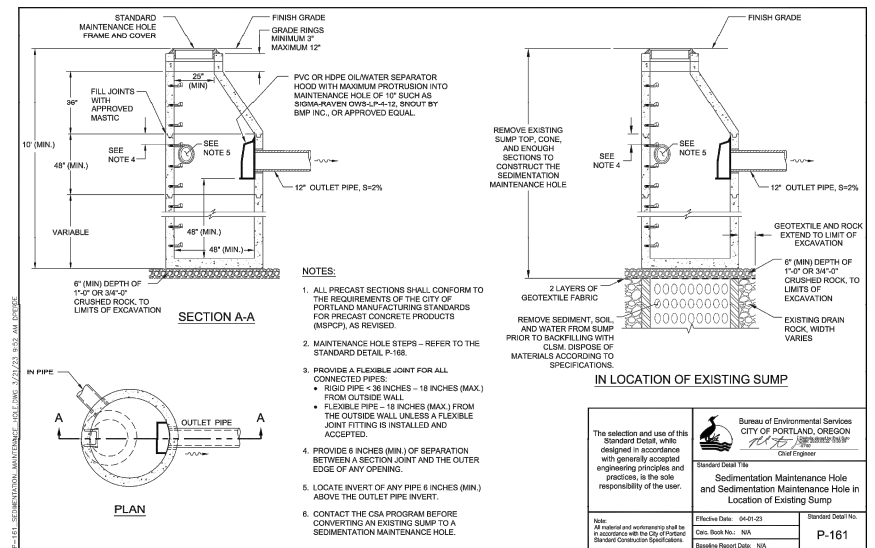 STANDARD
MAINTENANCE HOLE
FRAME AND COVER
FINISH GRADE
GRADE RINGS
MINIMUM 3"
MAXIMUM 12"
25"
(MIN)
PVC OR HDPE OIL/WATER SEPARATOR
HOOD WITH MAXIMUM PROTRUSION INTO
MAINTENANCE HOLE OF 10" SUCH AS
SIGMA-RAVEN OWS-LP-4-12, SNOUT BY
BMP INC., OR APPROVED EQUAL.
FILL JOINTS
WITH
APPROVED
MASTIC
36"
10' (MIN.)
48" (MIN.)
SEE
NOTE 4
SEE
NOTE 5
12" OUTLET PIPE, S=2%
VARIABLE
48" (MIN.)
48" (MIN.)
6" (MIN) DEPTH OF
1"-0" OR 3/4"-0"
CRUSHED ROCK, TO
LIMITS OF EXCAVATION
SECTION A-A
IN PIPE
A
A
OUTLET PIPE
PLAN
NOTES:
1. ALL PRECAST SECTIONS SHALL CONFORM TO
THE REQUIREMENTS OF THE CITY OF
PORTLAND MANUFACTURING STANDARDS
FOR PRECAST CONCRETE PRODUCTS
(MSPCP), AS REVISED.
2. MAINTENANCE HOLE STEPS – REFER TO THE
STANDARD DETAIL P-168.
3. PROVIDE A FLEXIBLE JOINT FOR ALL
CONNECTED PIPES:
• RIGID PIPE < 36 INCHES – 18 INCHES (MAX.)
FROM OUTSIDE WALL
• FLEXIBLE PIPE – 18 INCHES (MAX.) FROM
THE OUTSIDE WALL UNLESS A FLEXIBLE
JOINT FITTING IS INSTALLED AND
ACCEPTED.
4. PROVIDE 6 INCHES (MIN.) OF SEPARATION
BETWEEN A SECTION JOINT AND THE OUTER
EDGE OF ANY OPENING.
5. LOCATE INVERT OF ANY PIPE 6 INCHES (MIN.)
ABOVE THE OUTLET PIPE INVERT.
6. CONTACT THE CSA PROGRAM BEFORE
CONVERTING AN EXISTING SUMP TO A
SEDIMENTATION MAINTENANCE HOLE.
FINISH GRADE
REMOVE EXISTING
SUMP TOP, CONE,
AND ENOUGH
SECTIONS TO
CONSTRUCT THE
SEDIMENTATION
MAINTENANCE HOLE
SEE
NOTE 4
SEE
NOTE 5
12" OUTLET PIPE, S=2%
GEOTEXTILE AND ROCK
EXTEND TO LIMIT OF
EXCAVATION
6" (MIN) DEPTH OF
1"-0" OR 3/4"-0"
CRUSHED ROCK, TO
LIMITS OF
EXCAVATION
2 LAYERS OF
GEOTEXTILE FABRIC
REMOVE SEDIMENT, SOIL,
AND WATER FROM SUMP
PRIOR TO BACKFILLING WITH
CLSM. DISPOSE OF
MATERIALS ACCORDING TO
SPECIFICATIONS.
EXISTING DRAIN
ROCK, WIDTH
VARIES
IN LOCATION OF EXISTING SUMP
The selection and use of this
Standard Detail, while
designed in accordance
with generally accepted
engineering principles and
practices, is the sole
responsibility of the user.
Bureau of Environmental Services
CITY OF PORTLAND, OREGON
Chief Engineer
Standard Detail Title
Sedimentation Maintenance Hole
and Sedimentation Maintenance Hole in
Location of Existing Sump
Note:
All material and workmanship shall be
in accordance with the City of Portland
Standard Construction Specifications.
Effective Date: 04-01-23
Calc. Book No.: N/A
Baseline Report Date: N/A
Standard Detail No.
P-161
P-161_SEDIMENTATION_MAINTENANCE_HOLE.DWG 3/21/23 9:52 AM